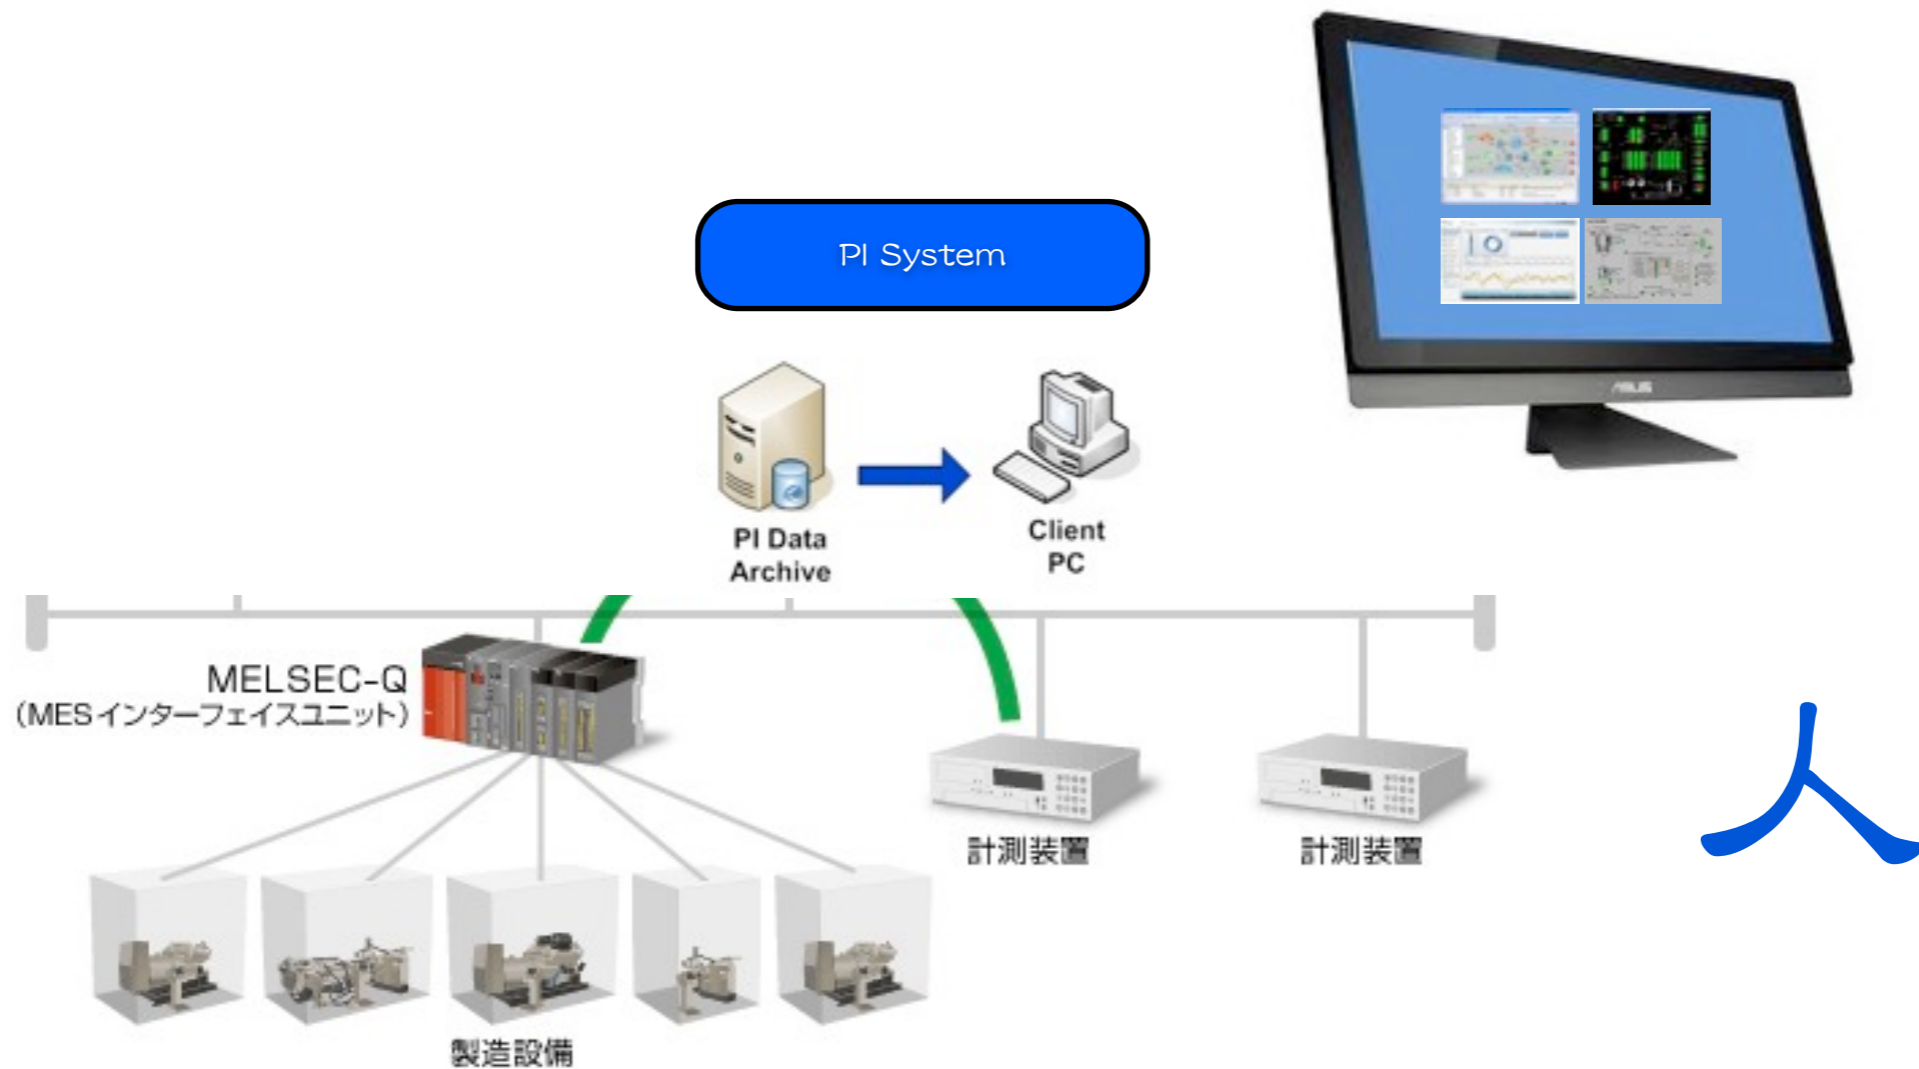 PI System
ASUS
PI Data
Archive
Client
PC
MELSEC-Q
(MESインターフェイスユニット)
計測装置
計測装置
人
製造設備